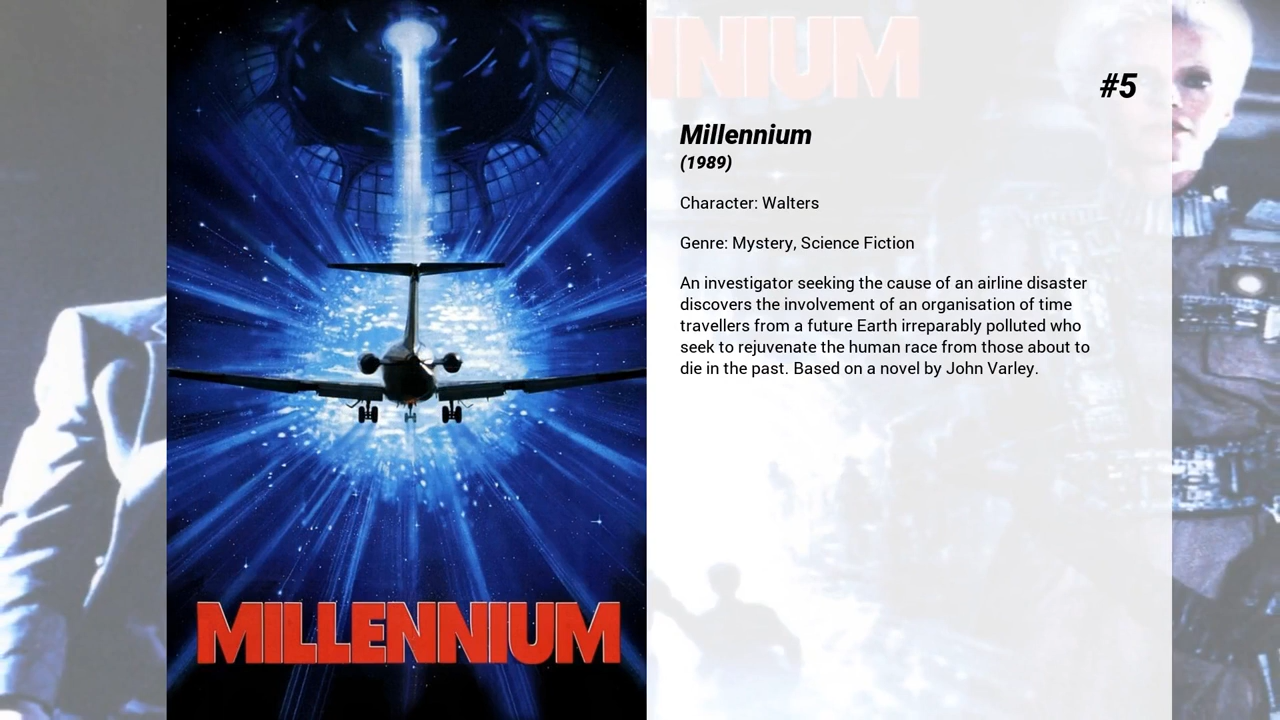 MILLENNIUM
NIUM
#5
Millennium
(1989)
Character: Walters
Genre: Mystery, Science Fiction
An investigator seeking the cause of an airline disaster
discovers the involvement of an organisation of time
travellers from a future Earth irreparably polluted who
seek to rejuvenate the human race from those about to
die in the past. Based on a novel by John Varley.